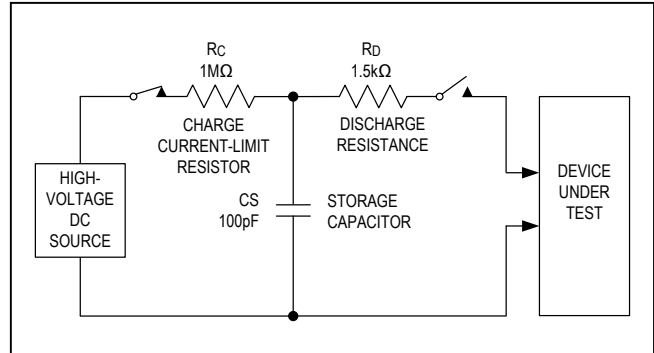 RC
1MΩ
CHARGE
CURRENT-LIMIT
RESISTOR
RD
1.5kΩ
DISCHARGE
RESISTANCE
HIGH-
VOLTAGE
DC
SOURCE
CS
100pF
STORAGE
CAPACITOR
DEVICE
UNDER
TEST